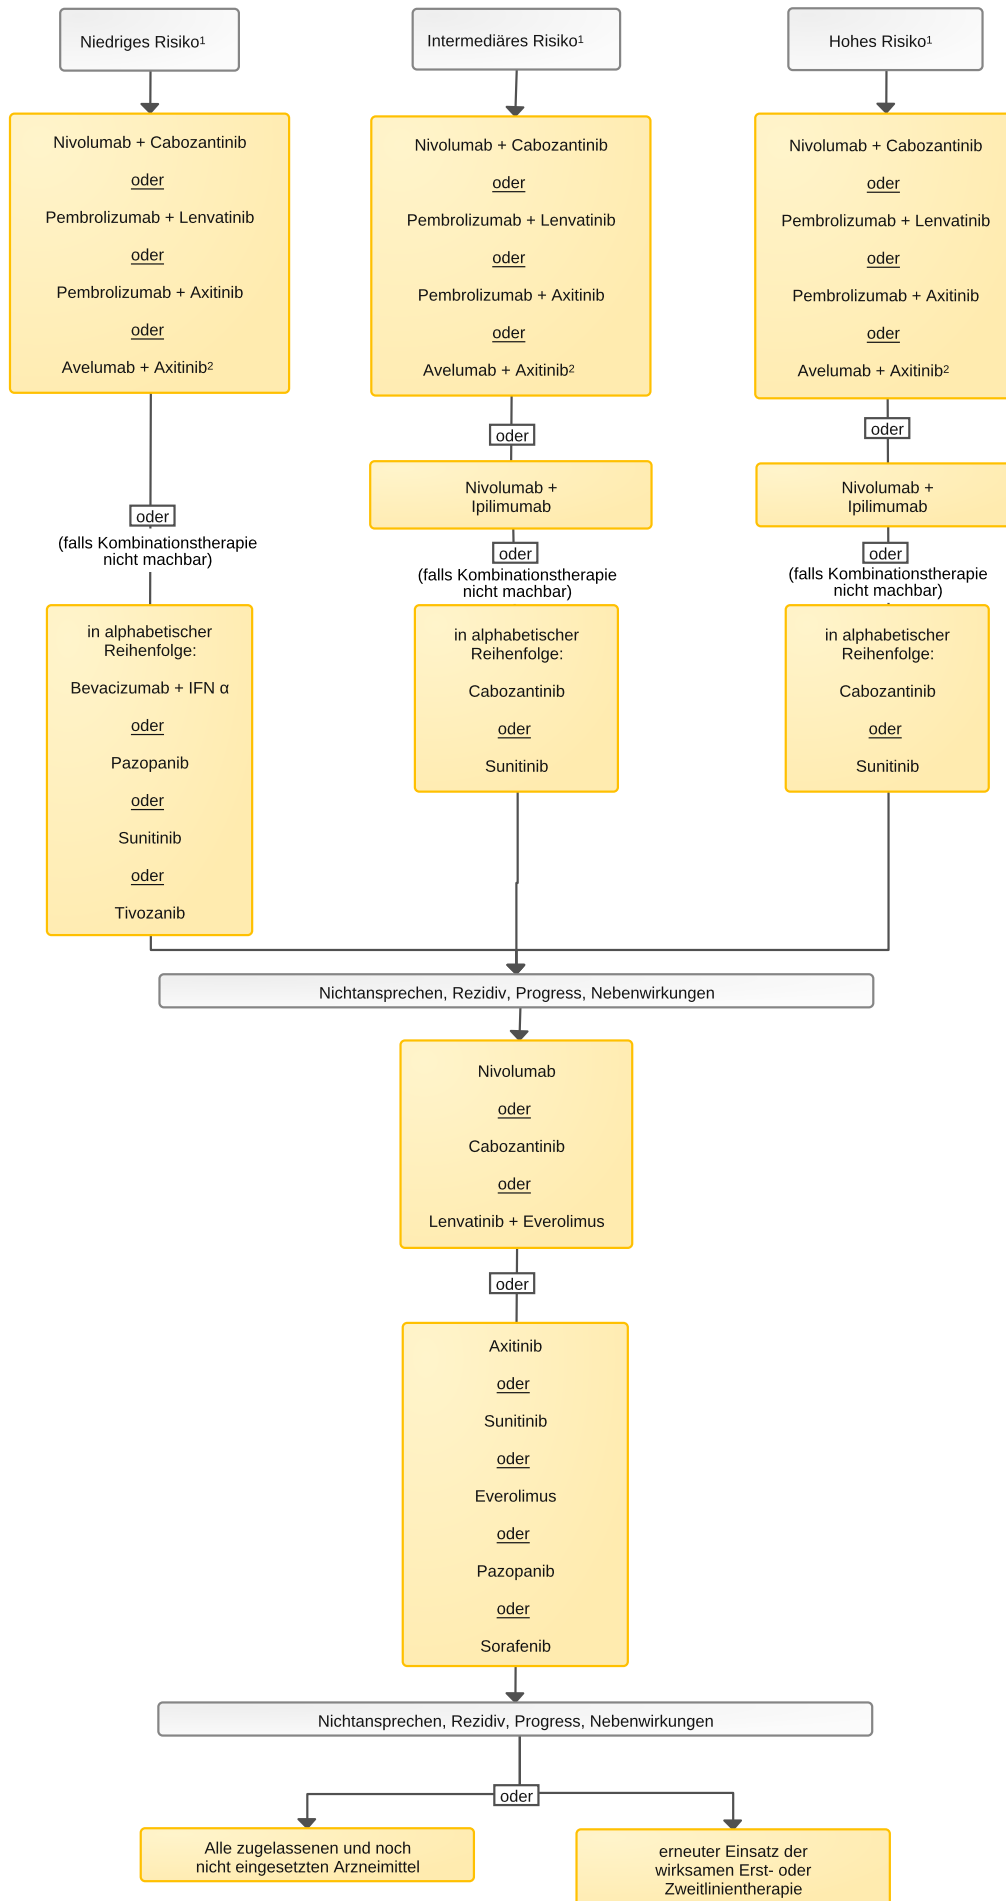 Niedriges Risiko¹
Intermediäres Risiko¹
Hohes Risiko¹
Nivolumab + Cabozantinib
oder
Pembrolizumab + Lenvatinib
oder
Pembrolizumab + Axitinib
oder
Avelumab + Axitinib²
oder
(falls Kombinationstherapie
nicht machbar)
in alphabetischer
Reihenfolge:
Bevacizumab + IFN α
oder
Pazopanib
oder
Sunitinib
oder
Tivozanib
Nivolumab + Cabozantinib
oder
Pembrolizumab + Lenvatinib
oder
Pembrolizumab + Axitinib
oder
Avelumab + Axitinib²
oder
Nivolumab +
Ipilimumab
oder
(falls Kombinationstherapie
nicht machbar)
in alphabetischer
Reihenfolge:
Cabozantinib
oder
Sunitinib
Nivolumab + Cabozantinib
oder
Pembrolizumab + Lenvatinib
oder
Pembrolizumab + Axitinib
oder
Avelumab + Axitinib²
oder
Nivolumab +
Ipilimumab
oder
(falls Kombinationstherapie
nicht machbar)
in alphabetischer
Reihenfolge:
Cabozantinib
oder
Sunitinib
Nichtansprechen, Rezidiv, Progress, Nebenwirkungen
Nivolumab
oder
Cabozantinib
oder
Lenvatinib + Everolimus
oder
Axitinib
oder
Sunitinib
oder
Everolimus
oder
Pazopanib
oder
Sorafenib
Nichtansprechen, Rezidiv, Progress, Nebenwirkungen
oder
Alle zugelassenen und noch
nicht eingesetzten Arzneimittel
erneuter Einsatz der
wirksamen Erst- oder
Zweitlinientherapie